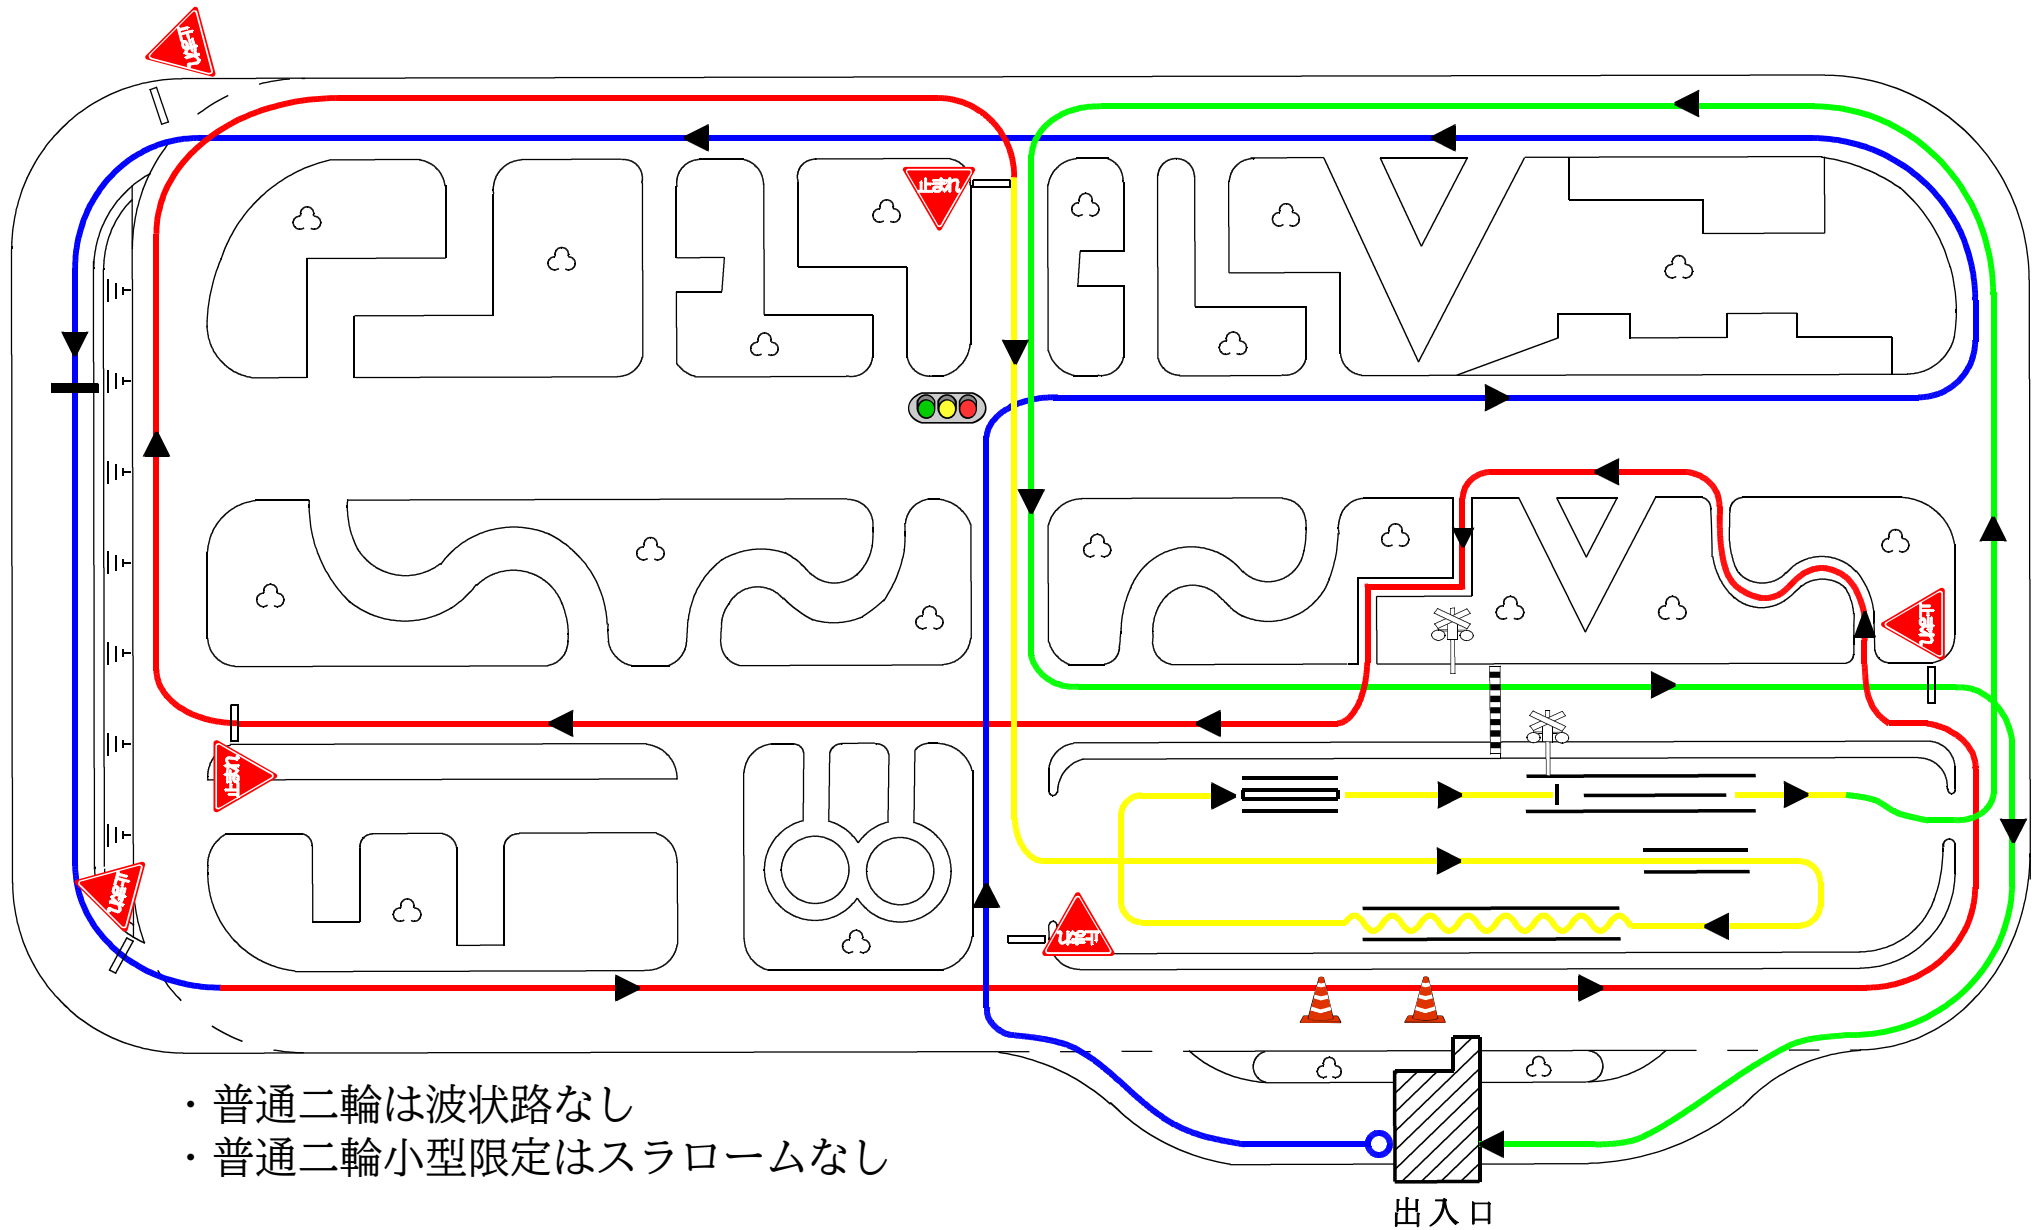 止まれ
止まれ
止まれ
止まれ
止まれ
止まれ
・普通二輪は波状路なし
・普通二輪小型限定はスラロームなし
出入口